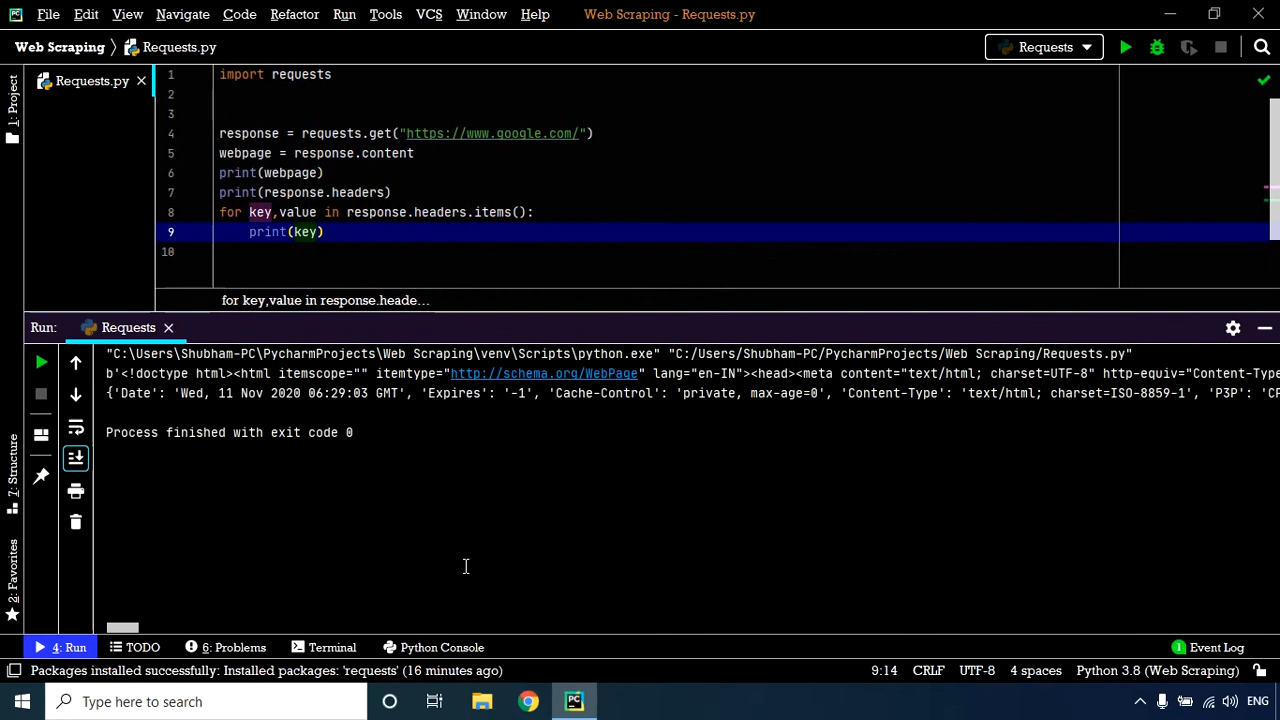 File Edit View Navigate Code Refactor Run Tools VCS Window Help Web Scraping - Requests.py
Web Scraping Requests.py Requests
1: Project
Requests.py
1 import requests
2
3
4 response = requests.get("https://www.google.com/")
5 webpage = response.content
6 print(webpage)
7 print(response.headers)
8 for key,value in response.headers.items():
9 print(key)
10
for key,value in response.heade...
Run: Requests
"C:\Users\Shubham-PC\PycharmProjects\Web Scraping\venv\Scripts\python.exe" "C:/Users/Shubham-PC/PycharmProjects/Web Scraping/Requests.py"
b'<!doctype html><html itemscope="" itemtype="http://schema.org/WebPage" lang="en-IN"><head><meta content="text/html; charset=UTF-8" http-equiv="Content-Type
{'Date': 'Wed, 11 Nov 2020 06:29:03 GMT', 'Expires': '-1', 'Cache-Control': 'private, max-age=0', 'Content-Type': 'text/html; charset=ISO-8859-1', 'P3P': 'CP
Process finished with exit code 0
7: Structure
2: Favorites
4: Run TODO 6: Problems Terminal Python Console 1 Event Log
Packages installed successfully: Installed packages: 'requests' (16 minutes ago) 9:14 CRLF UTF-8 4 spaces Python 3.8 (Web Scraping)
Type here to search ENG